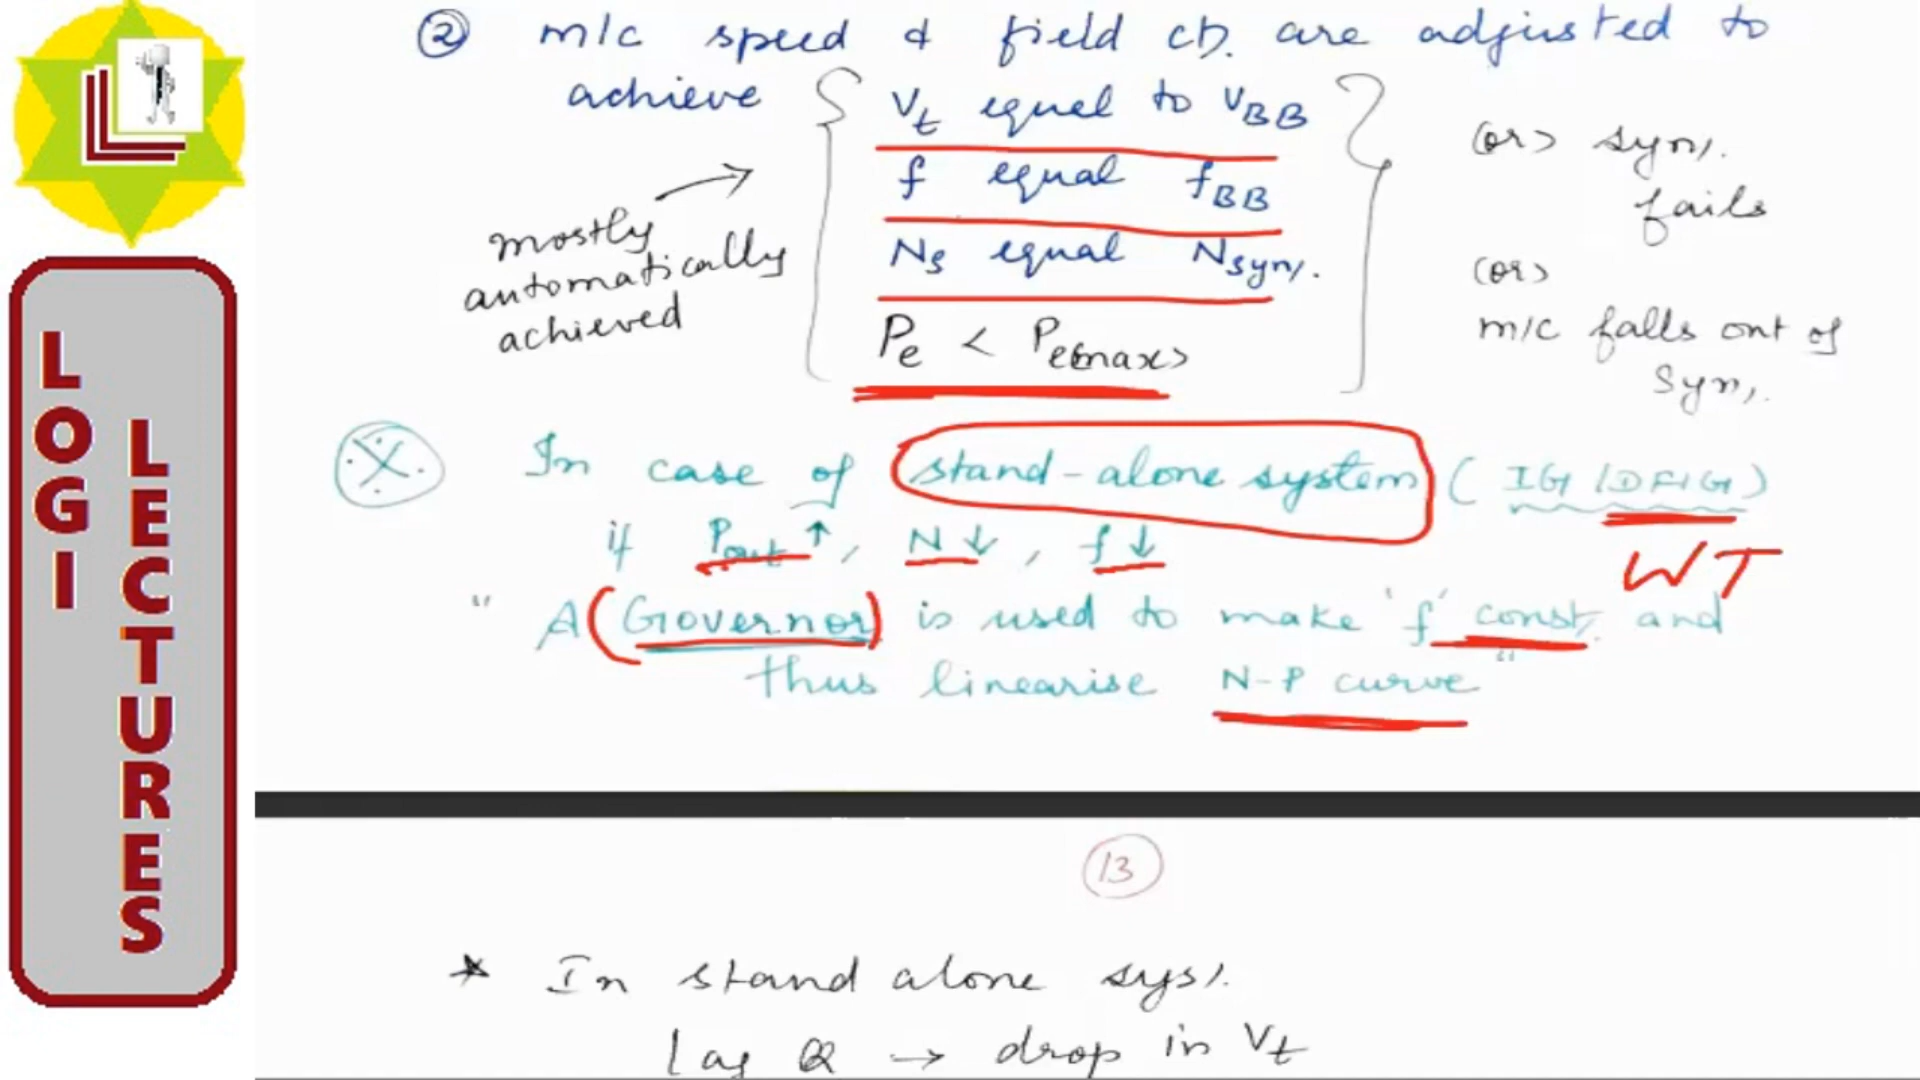 LOGI
LECTURES
② m/c speed & field ct. are adjusted to
achieve { Vt equal to VBB
f equal fBB
Ns equal Nsyn/.
Pe < Pe(max) }
mostly
automatically
achieved
(or) syn/.
fails
(or)
m/c falls out of
Syn/.
In case of stand-alone system (IG/DFIG)
if Pout ↑, N ↓, f ↓
WT
" A (Governor) is used to make 'f' const/. and
thus linearise N-P curve "
13
* In stand alone sys/.
Lag Q → drop in Vt